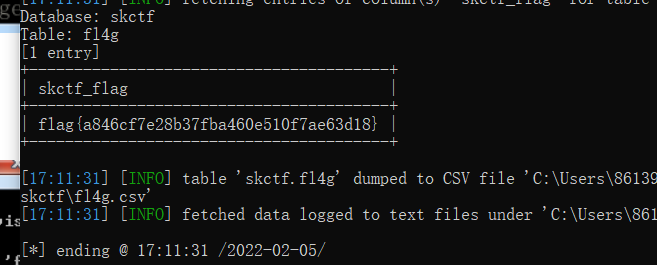 ge
[17:11:31] [INFO] fetching entries of column(s) 'skctf_flag' for table
Database: skctf
Table: fl4g
[1 entry]
+---------------------------------------+
| skctf_flag |
+---------------------------------------+
| flag{a846cf7e28b37fba460e510f7ae63d18} |
+---------------------------------------+
[17:11:31] [INFO] table 'skctf.fl4g' dumped to CSV file 'C:\Users\86139
skctf\fl4g.csv'
[17:11:31] [INFO] fetched data logged to text files under 'C:\Users\861
[*] ending @ 17:11:31 /2022-02-05/